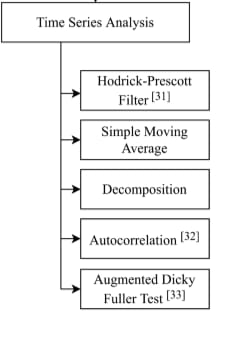 Time Series Analysis
Hodrick-Prescott
Filter [31]
Simple Moving
Average
Decomposition
Autocorrelation [32]
Augmented Dicky
Fuller Test [33]